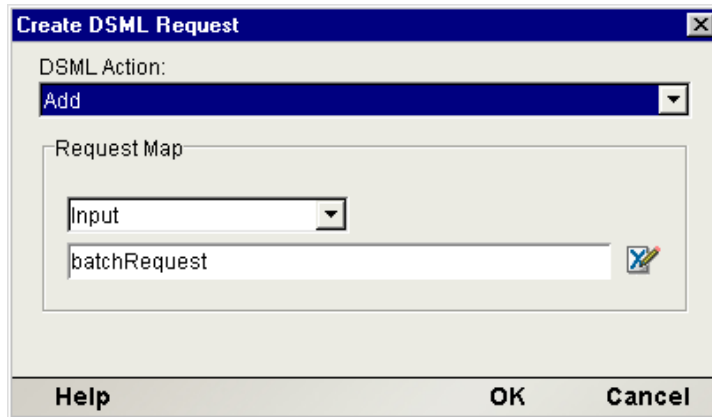 Create DSML Request
DSML Action:
Add
Request Map
Input
batchRequest
Help OK Cancel